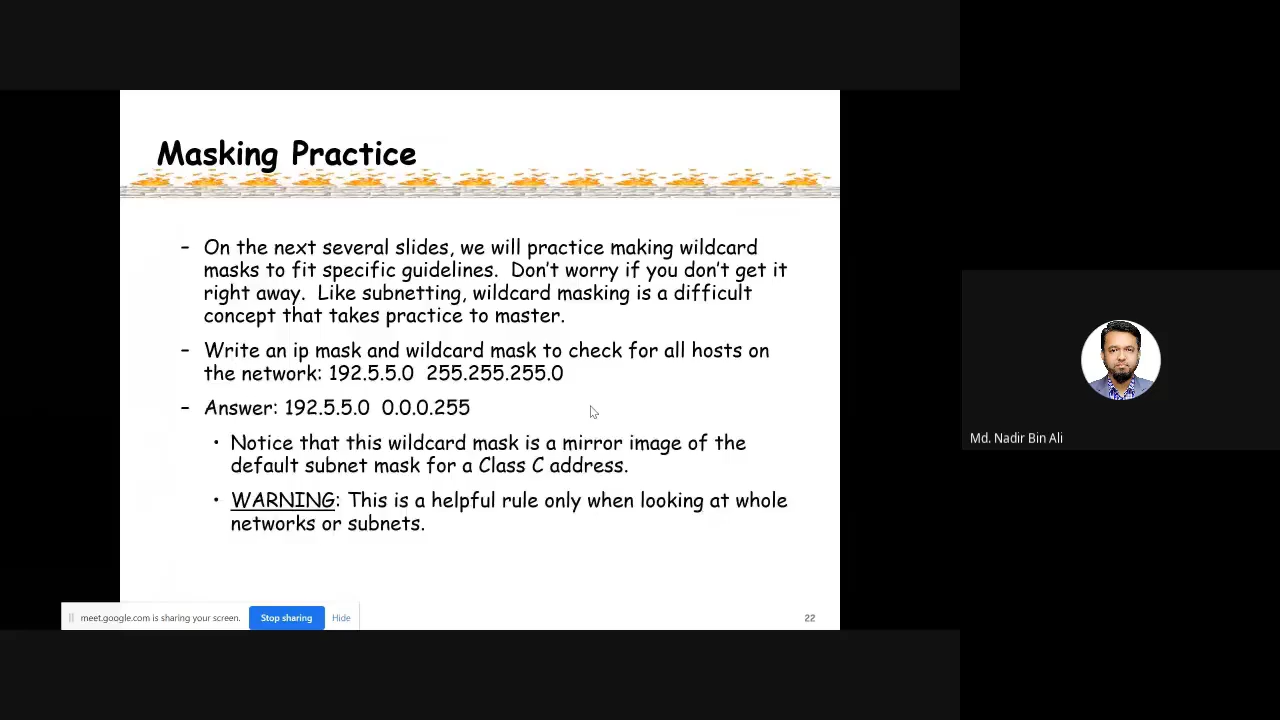 Masking Practice
– On the next several slides, we will practice making wildcard
masks to fit specific guidelines.  Don't worry if you don't get it
right away.  Like subnetting, wildcard masking is a difficult
concept that takes practice to master.
– Write an ip mask and wildcard mask to check for all hosts on
the network: 192.5.5.0  255.255.255.0
– Answer: 192.5.5.0  0.0.0.255
• Notice that this wildcard mask is a mirror image of the
default subnet mask for a Class C address.
• WARNING: This is a helpful rule only when looking at whole
networks or subnets.
meet.google.com is sharing your screen. Stop sharing Hide
22
Md. Nadir Bin Ali